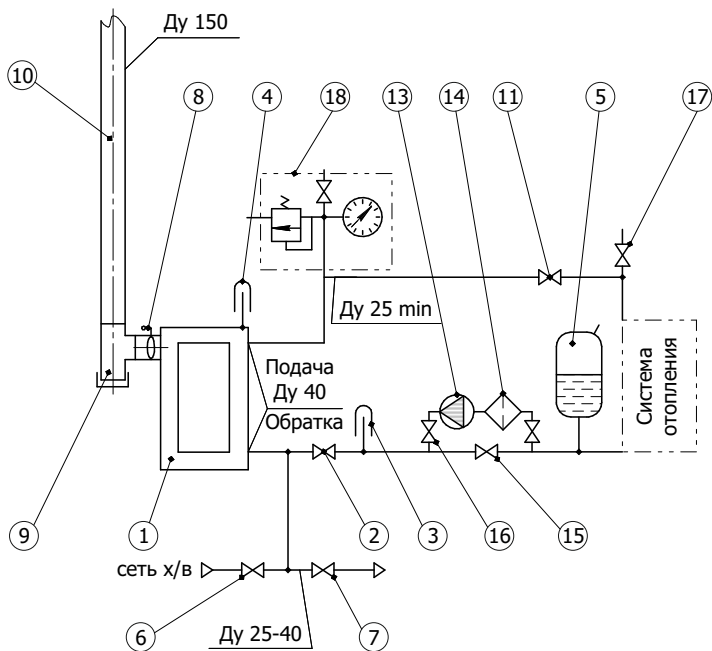 Ду 150
10
8
4
18
13
14
11
5
17
Ду 25 min
Подача
Ду 40
Обратка
Система
отопления
9
1
2
3
16
15
сеть х/в
6
Ду 25-40
7